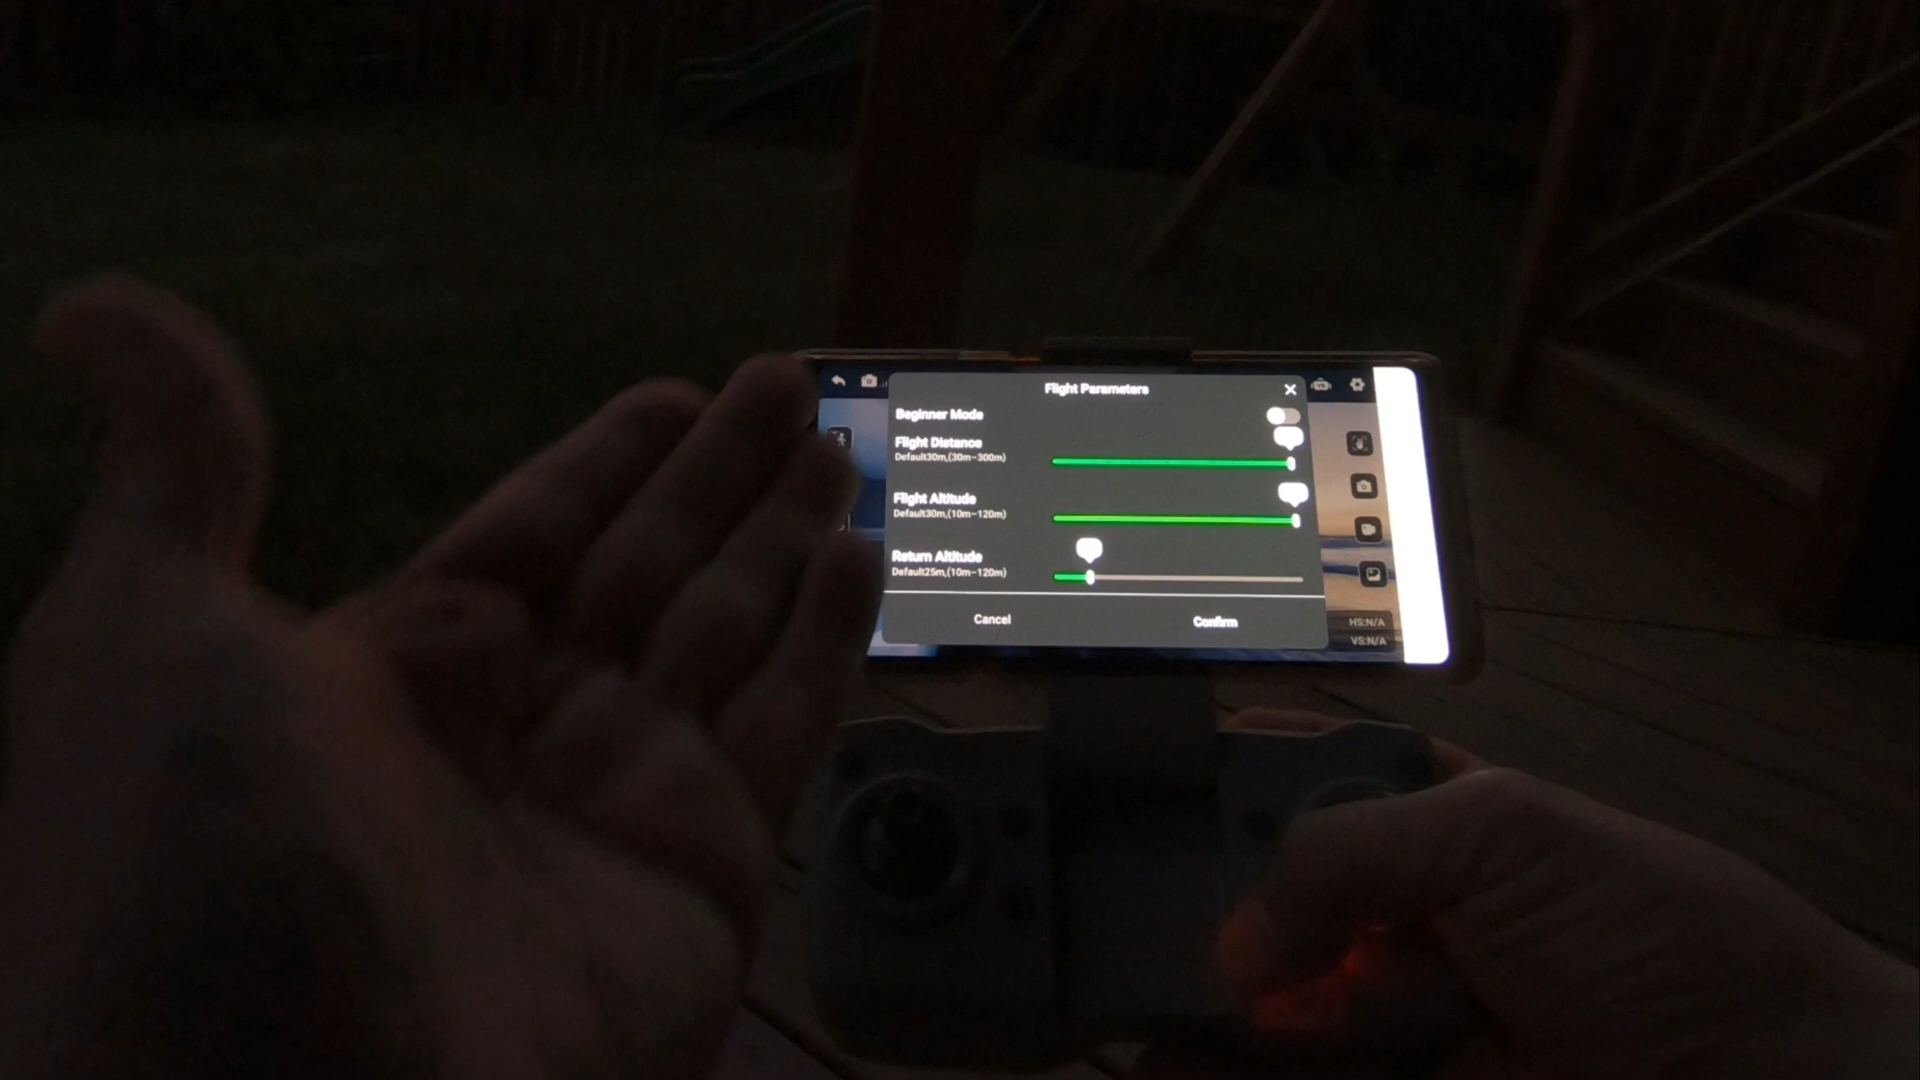 Flight Parameters
Beginner Mode
Flight Distance
Default30m,(30m-300m)
Flight Altitude
Default30m,(10m-120m)
Return Altitude
Default25m,(10m-120m)
Cancel
Confirm
HS:N/A
VS:N/A